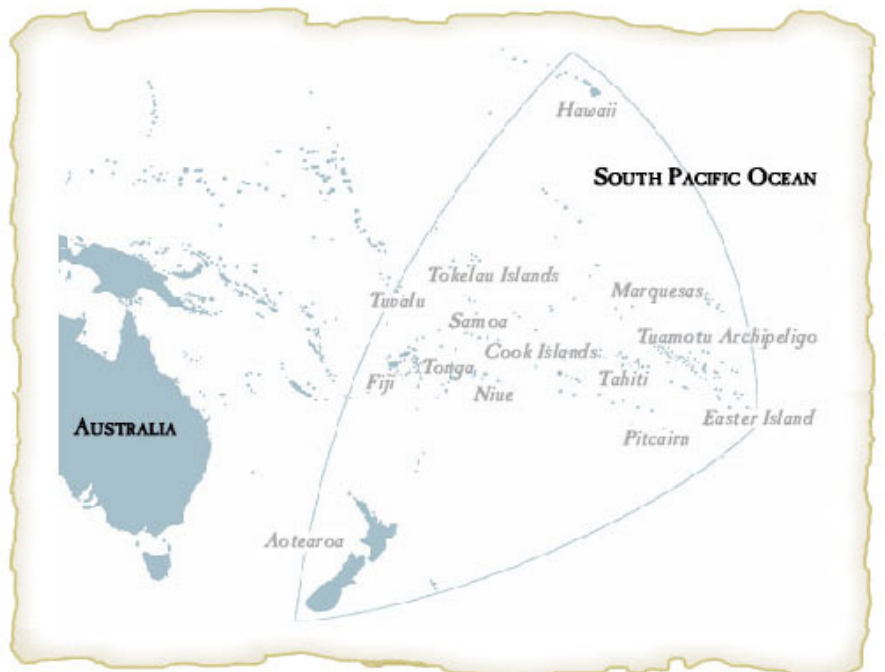 Hawaii
SOUTH PACIFIC OCEAN
Tokelau Islands
Marquesas
Tuvalu
Samoa
Tuamotu Archipeligo
Cook Islands:
Tonga
Fiji
Tahiti
Niue
Easter Island
AUSTRALIA
Pitcairn
Aotearoa